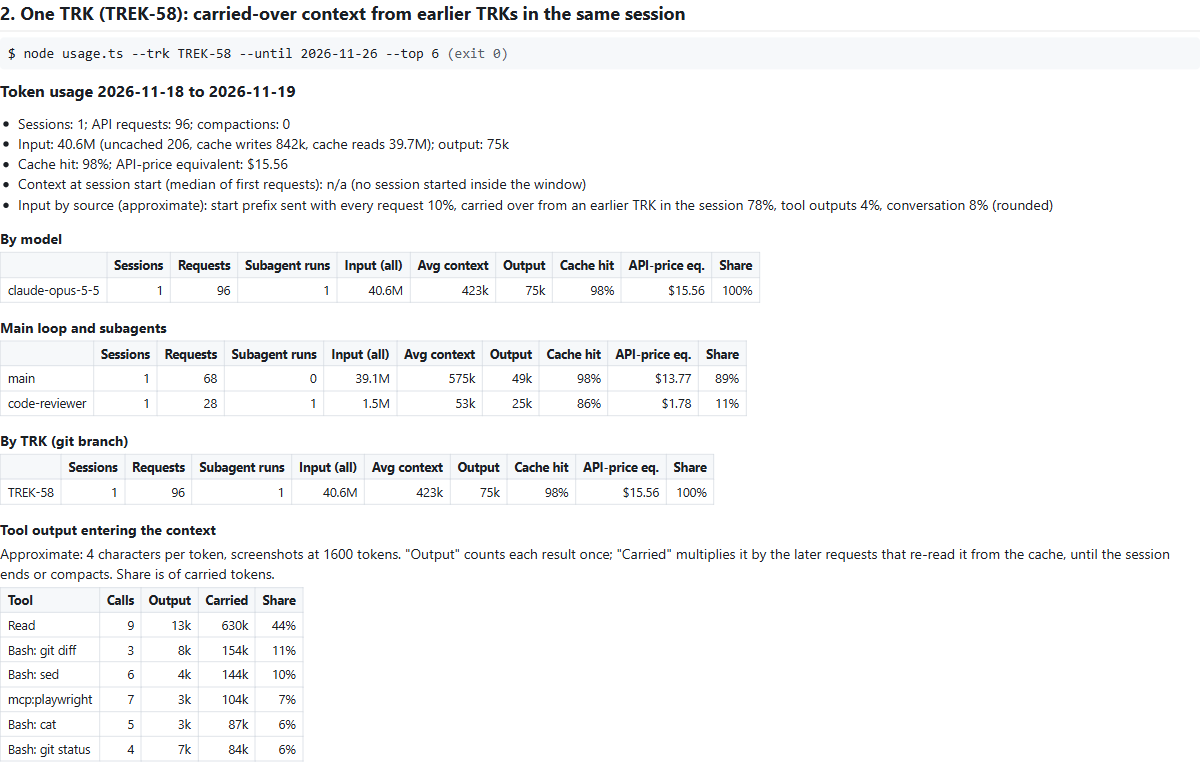 2. One TRK (TREK-58): carried-over context from earlier TRKs in the same session
$ node usage.ts --trk TREK-58 --until 2026-11-26 --top 6 (exit 0)
Token usage 2026-11-18 to 2026-11-19
• Sessions: 1; API requests: 96; compactions: 0
• Input: 40.6M (uncached 206, cache writes 842k, cache reads 39.7M); output: 75k
• Cache hit: 98%; API-price equivalent: $15.56
• Context at session start (median of first requests): n/a (no session started inside the window)
• Input by source (approximate): start prefix sent with every request 10%, carried over from an earlier TRK in the session 78%, tool outputs 4%, conversation 8% (rounded)
By model
Sessions Requests Subagent runs Input (all) Avg context Output Cache hit API-price eq. Share
claude-opus-5-5 1 96 1 40.6M 423k 75k 98% $15.56 100%
Main loop and subagents
Sessions Requests Subagent runs Input (all) Avg context Output Cache hit API-price eq. Share
main 1 68 0 39.1M 575k 49k 98% $13.77 89%
code-reviewer 1 28 1 1.5M 53k 25k 86% $1.78 11%
By TRK (git branch)
Sessions Requests Subagent runs Input (all) Avg context Output Cache hit API-price eq. Share
TREK-58 1 96 1 40.6M 423k 75k 98% $15.56 100%
Tool output entering the context
Approximate: 4 characters per token, screenshots at 1600 tokens. "Output" counts each result once; "Carried" multiplies it by the later requests that re-read it from the cache, until the session
ends or compacts. Share is of carried tokens.
Tool Calls Output Carried Share
Read 9 13k 630k 44%
Bash: git diff 3 8k 154k 11%
Bash: sed 6 4k 144k 10%
mcp:playwright 7 3k 104k 7%
Bash: cat 5 3k 87k 6%
Bash: git status 4 7k 84k 6%